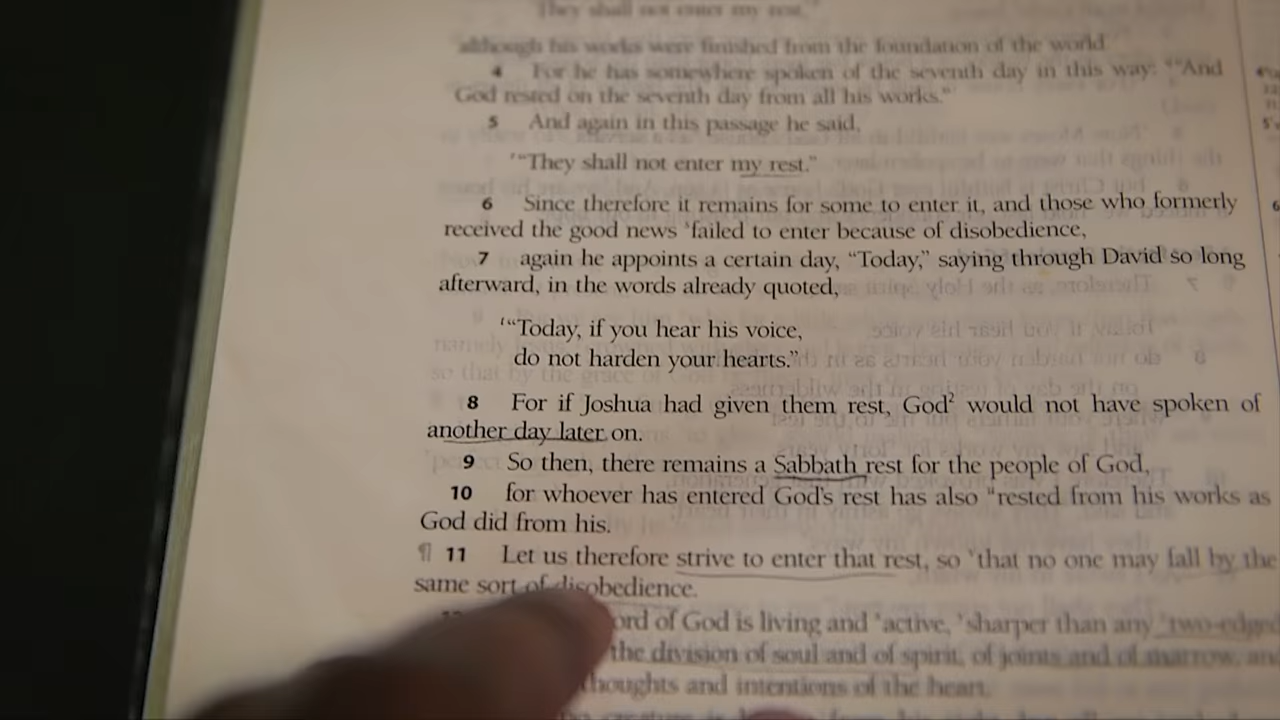 They shall not enter my rest."
although his works were finished from the foundation of the world
4 For he has somewhere spoken of the seventh day in this way: "And
God rested on the seventh day from all his works."
5 And again in this passage he said,
"They shall not enter my rest."
6 Since therefore it remains for some to enter it, and those who formerly
received the good news failed to enter because of disobedience,
7 again he appoints a certain day, “Today,” saying through David so long
afterward, in the words already quoted,
“Today, if you hear his voice,
do not harden your hearts.”
8 For if Joshua had given them rest, God² would not have spoken of
another day later on.
9 So then, there remains a Sabbath rest for the people of God,
10 for whoever has entered God's rest has also rested from his works as
God did from his.
¶ 11 Let us therefore strive to enter that rest, so that no one may fall by the
same sort of disobedience.
ord of God is living and active, sharper than any two-edged
the division of soul and of spirit, of joints and of marrow, and
thoughts and intentions of the heart.